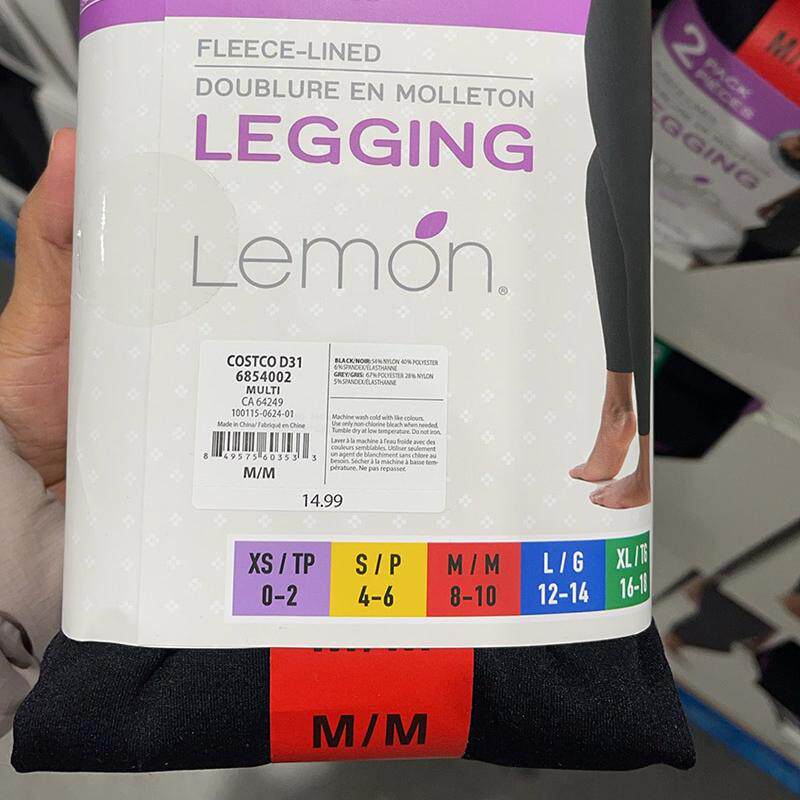 FLEECE-LINED
DOUBLURE EN MOLLETON
LEGGING
Lemon®
COSTCO D31
6854002
MULTI
CA 64249
100115-0624-01
Made in China/ Fabriqué en Chine
8 49575 60353 3
M/M
BLACK/NOIR: 54% NYLON 40% POLYESTER
6% SPANDEX/ÉLASTHANNE
GREY/GRIS: 67% POLYESTER 28% NYLON
5% SPANDEX/ÉLASTHANNE
Machine wash cold with like colours.
Use only non-chlorine bleach when needed.
Tumble dry at low temperature. Do not iron.
Laver à la machine à l'eau froide avec des
couleurs semblables. Utiliser seulement
un agent de blanchiment sans chlore au
besoin. Sécher à la machine à basse tem-
pérature. Ne pas repasser.
14.99
XS / TP
0-2
S / P
4-6
M / M
8-10
L / G
12-14
XL / TG
16-18
M/M
2 PACK
PIECES